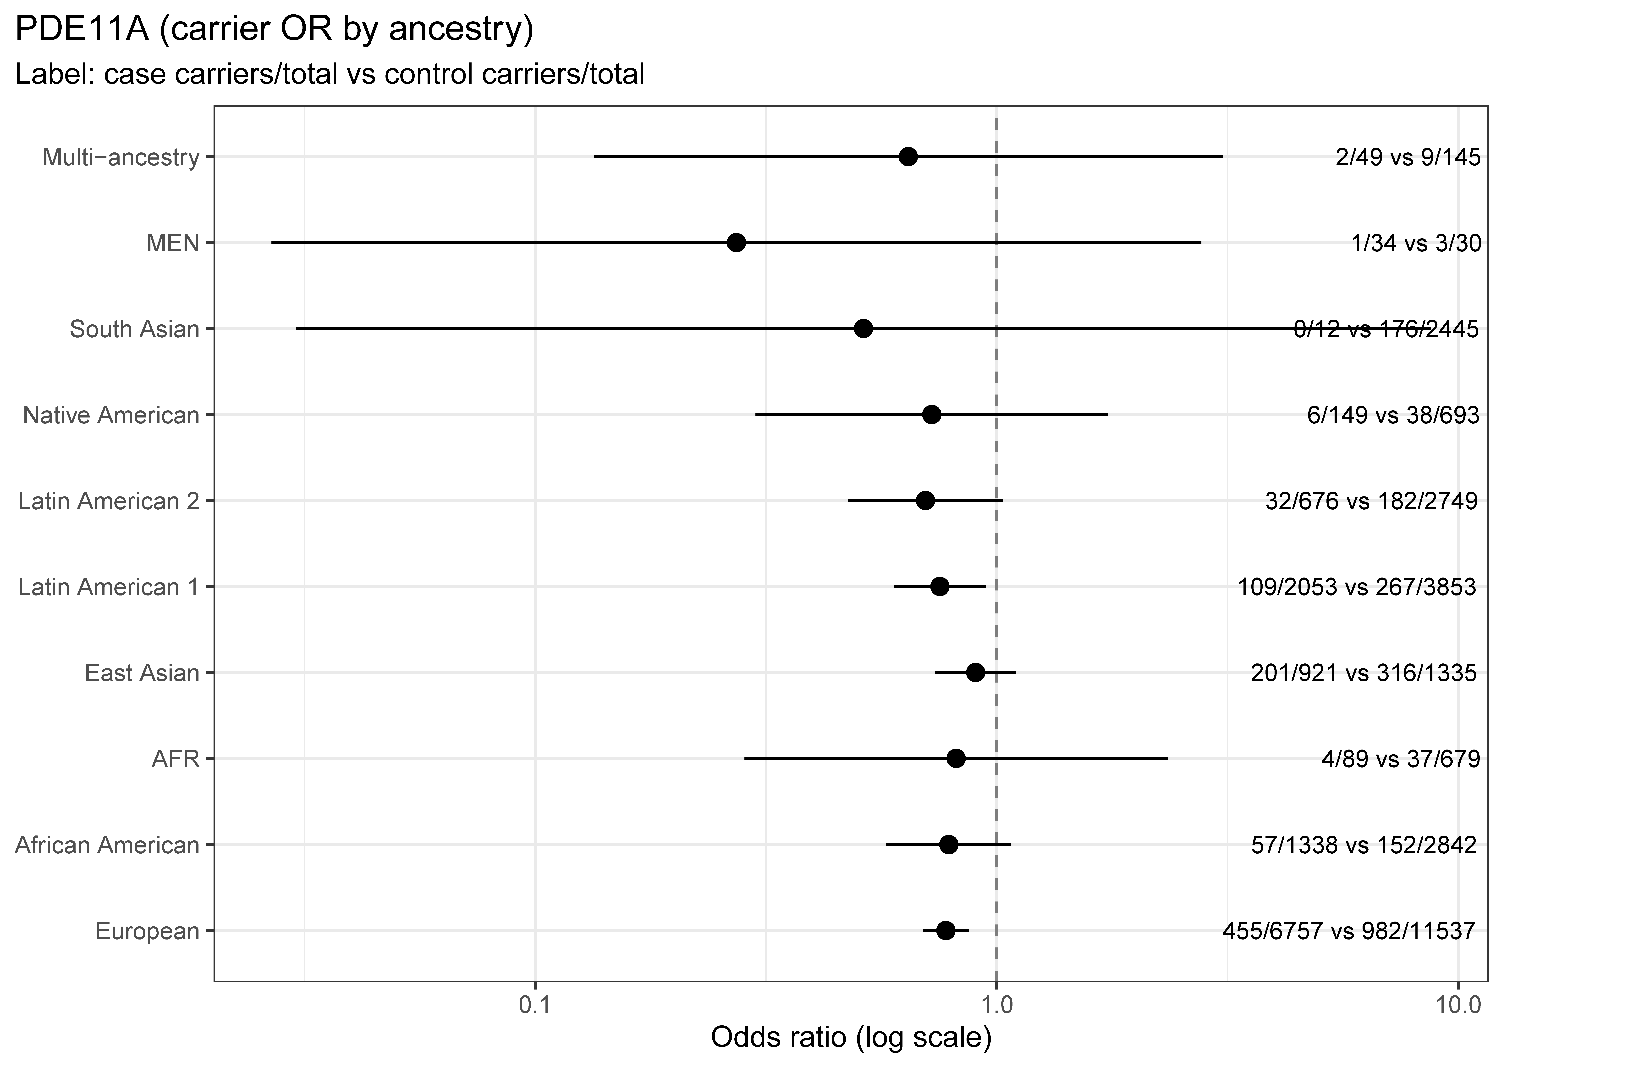 PDE11A (carrier OR by ancestry)
Label: case carriers/total vs control carriers/total
Multi−ancestry 2/49 vs 9/145
MEN 1/34 vs 3/30
South Asian 0/12 vs 176/2445
Native American 6/149 vs 38/693
Latin American 2 32/676 vs 182/2749
Latin American 1 109/2053 vs 267/3853
East Asian 201/921 vs 316/1335
AFR 4/89 vs 37/679
African American 57/1338 vs 152/2842
European 455/6757 vs 982/11537
0.1 1.0 10.0
Odds ratio (log scale)